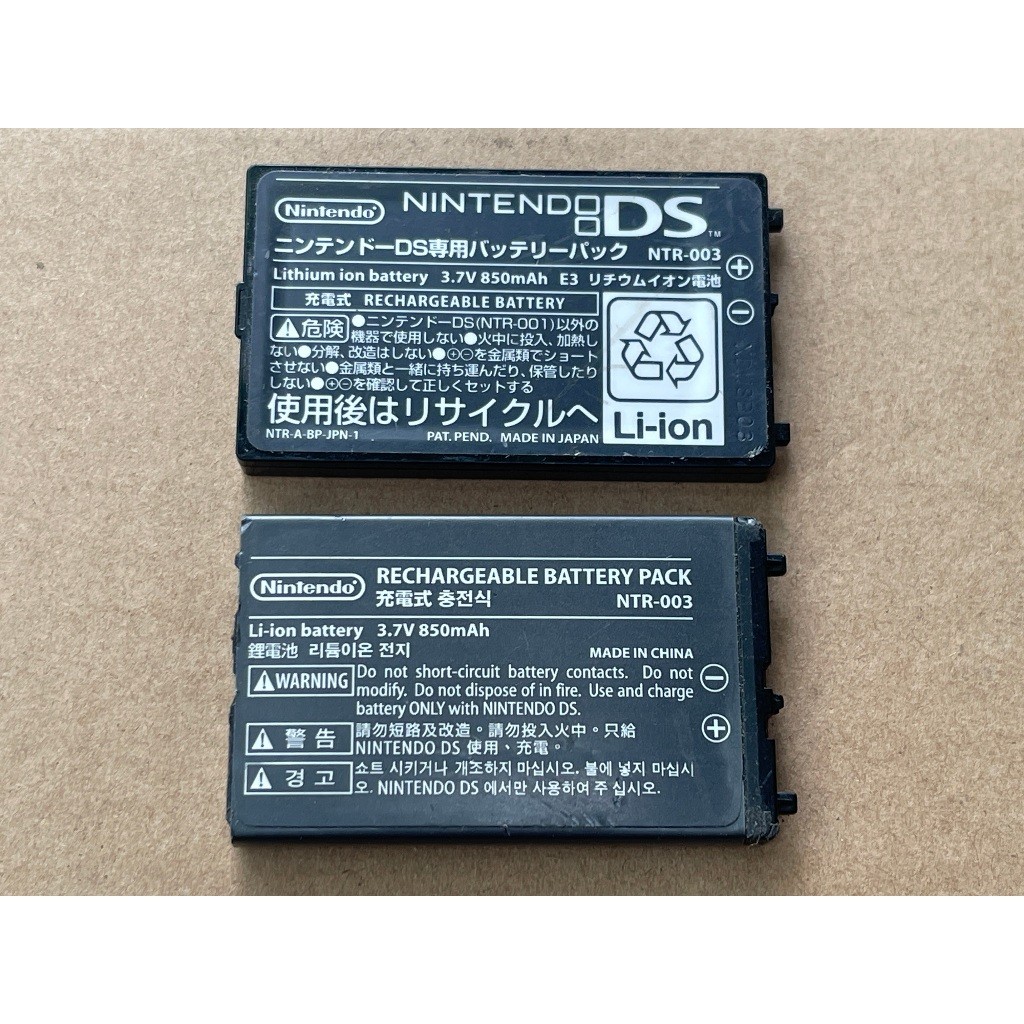 Nintendo NINTENDO DS™
ニンテンドーDS専用バッテリーパック NTR-003
Lithium ion battery 3.7V 850mAh E3 リチウムイオン電池
充電式 RECHARGEABLE BATTERY
危険 ●ニンテンドーDS(NTR-001)以外の
機器で使用しない●火中に投入、加熱し
ない●分解、改造はしない●⊕⊖を金属類でショート
させない●金属類と一緒に持ち運んだり、保管したり
しない●⊕⊖を確認して正しくセットする
使用後はリサイクルへ
Li-ion
NTR-A-BP-JPN-1 PAT. PEND. MADE IN JAPAN
Nintendo RECHARGEABLE BATTERY PACK
充電式 충전식 NTR-003
Li-ion battery 3.7V 850mAh
鋰電池 리튬이온 전지 MADE IN CHINA
WARNING Do not short-circuit battery contacts. Do not
modify. Do not dispose of in fire. Use and charge
battery ONLY with NINTENDO DS.
警告 請勿短路及改造。請勿投入火中。只給
NINTENDO DS 使用、充電。
경고 쇼트 시키거나 개조하지 마십시오. 불에 넣지 마십시
오. NINTENDO DS 에서만 사용하여 주십시오.